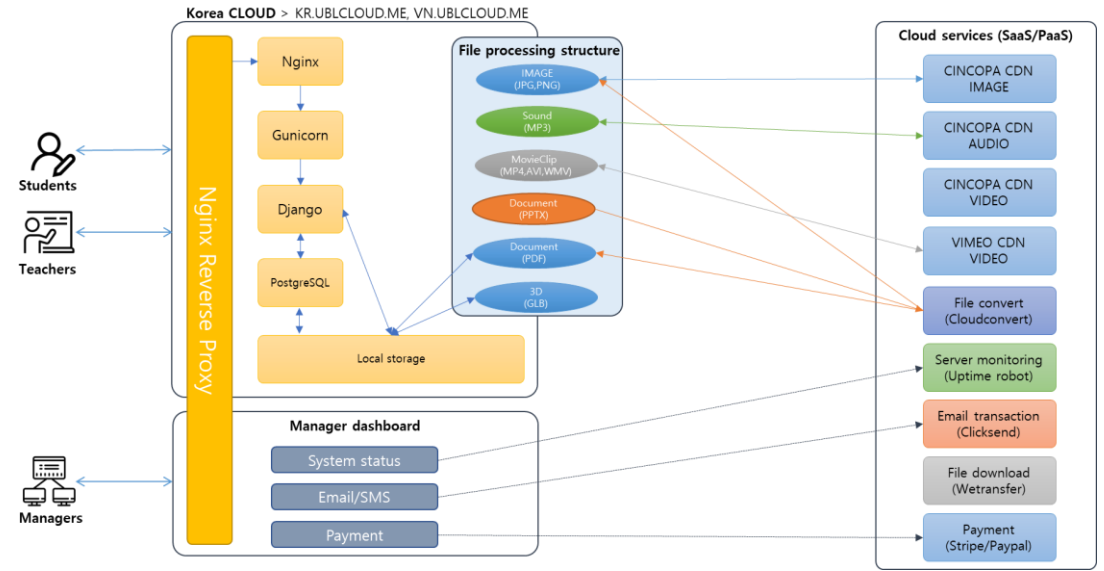 Korea CLOUD > KR.UBLCLOUD.ME, VN.UBLCLOUD.ME
Nginx Reverse Proxy
Nginx
Gunicorn
Django
PostgreSQL
Local storage
File processing structure
IMAGE
(JPG,PNG)
Sound
(MP3)
MovieClip
(MP4,AVI,WMV)
Document
(PPTX)
Document
(PDF)
3D
(GLB)
Students
Teachers
Managers
Manager dashboard
System status
Email/SMS
Payment
Cloud services (SaaS/PaaS)
CINCOPA CDN
IMAGE
CINCOPA CDN
AUDIO
CINCOPA CDN
VIDEO
VIMEO CDN
VIDEO
File convert
(Cloudconvert)
Server monitoring
(Uptime robot)
Email transaction
(Clicksend)
File download
(Wetransfer)
Payment
(Stripe/Paypal)